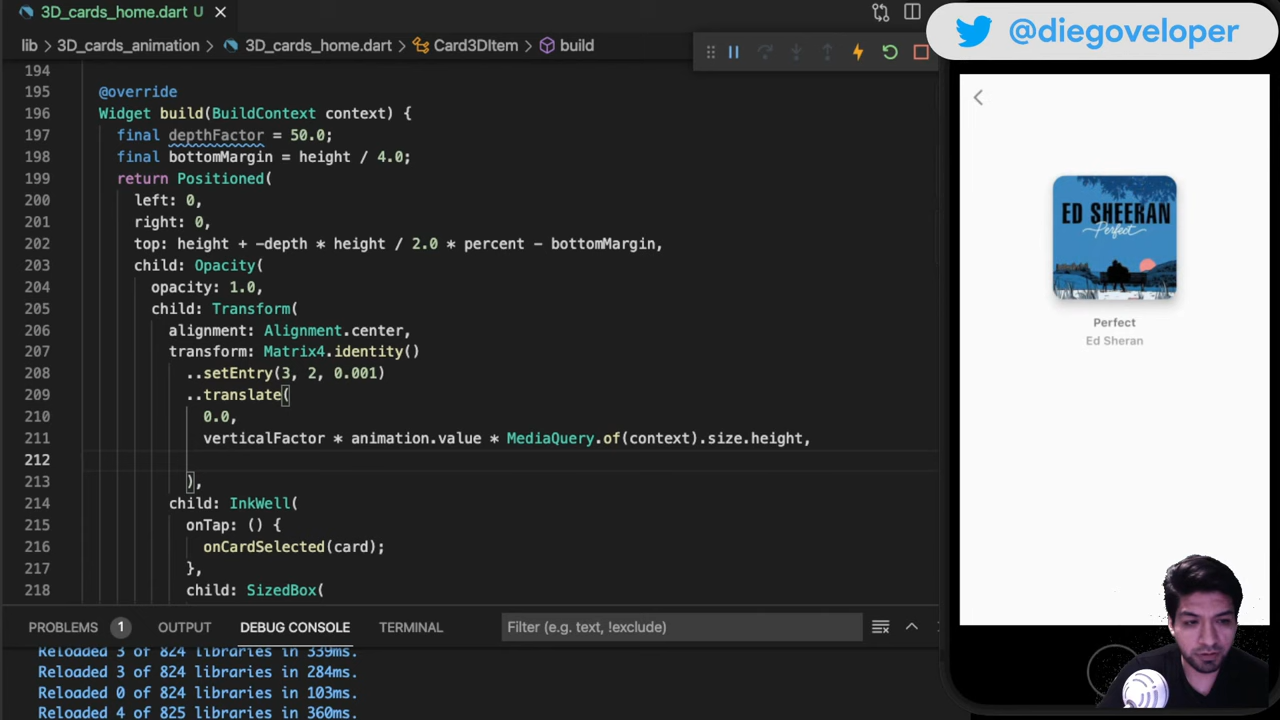 3D_cards_home.dart U
@diegoveloper
lib > 3D_cards_animation > 3D_cards_home.dart > Card3DItem > build
194
195 @override
196 Widget build(BuildContext context) {
197 final depthFactor = 50.0;
198 final bottomMargin = height / 4.0;
199 return Positioned(
200 left: 0,
201 right: 0,
202 top: height + -depth * height / 2.0 * percent - bottomMargin,
203 child: Opacity(
204 opacity: 1.0,
205 child: Transform(
206 alignment: Alignment.center,
207 transform: Matrix4.identity()
208 ..setEntry(3, 2, 0.001)
209 ..translate(
210 0.0,
211 verticalFactor * animation.value * MediaQuery.of(context).size.height,
212
213 ),
214 child: InkWell(
215 onTap: () {
216 onCardSelected(card);
217 },
218 child: SizedBox(
PROBLEMS 1 OUTPUT DEBUG CONSOLE TERMINAL Filter (e.g. text, !exclude)
Reloaded 3 of 824 libraries in 339ms.
Reloaded 3 of 824 libraries in 284ms.
Reloaded 0 of 824 libraries in 103ms.
Reloaded 4 of 825 libraries in 360ms.
ED SHEERAN
Perfect
Perfect
Ed Sheran